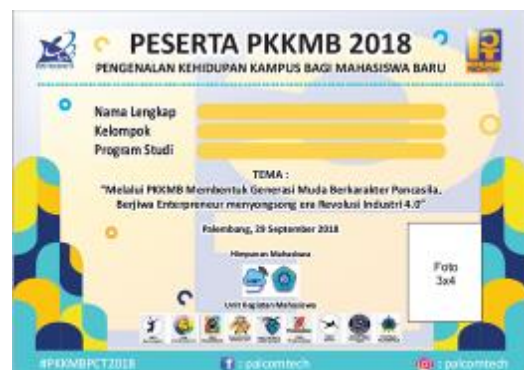 PESERTA PKKMB 2018
PENGENALAN KEHIDUPAN KAMPUS BAGI MAHASISWA BARU
Nama Lengkap
Kelompok
Program Studi
TEMA :
"Melalui PKKMB Membentuk Generasi Muda Berkarakter Pancasila,
Berjiwa Enterpreneur menyongsong era Revolusi Industri 4.0"
Palembang, 29 September 2018
Himpunan Mahasiswa
Foto
3x4
Unit Kegiatan Mahasiswa
#PKKMBPCT2018
: palcomtech
: palcomtech